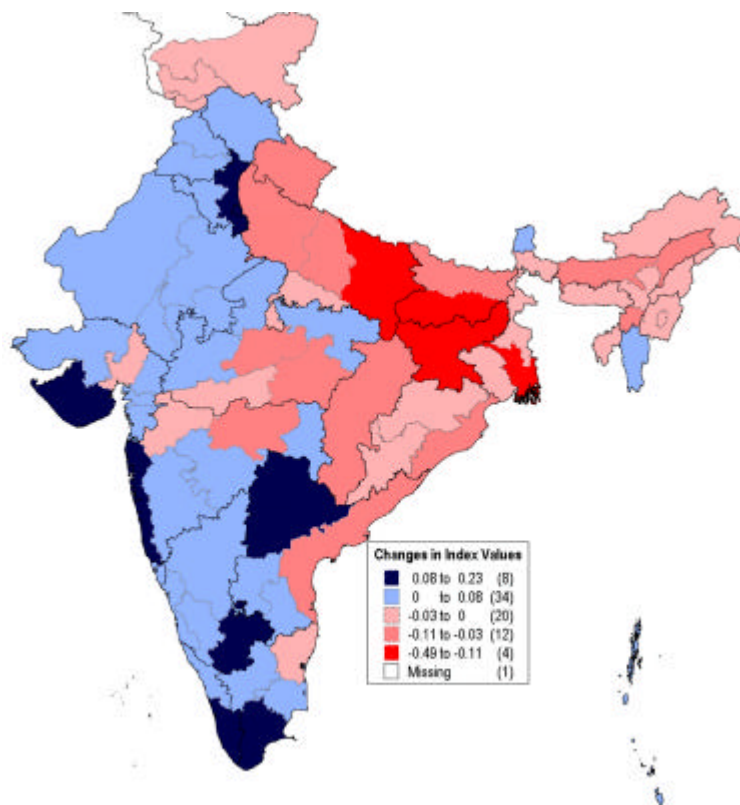 Changes in Index Values
0.08 to 0.23 (8)
0 to 0.08 (34)
-0.03 to 0 (20)
-0.11 to -0.03 (12)
-0.49 to -0.11 (4)
Missing (1)